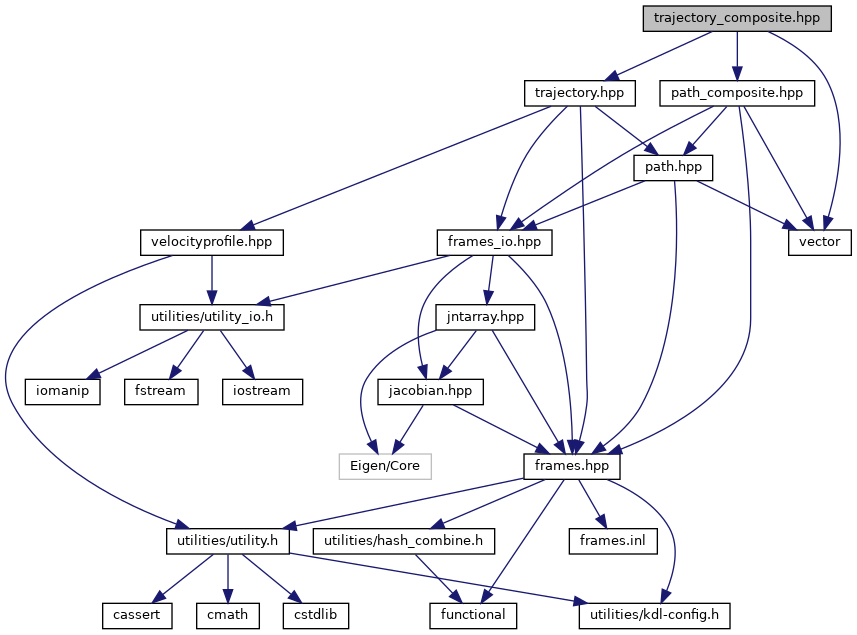 trajectory_composite.hpp
trajectory.hpp
path_composite.hpp
path.hpp
velocityprofile.hpp
frames_io.hpp
vector
utilities/utility_io.h
jntarray.hpp
iomanip
fstream
iostream
jacobian.hpp
Eigen/Core
frames.hpp
utilities/utility.h
utilities/hash_combine.h
frames.inl
cassert
cmath
cstdlib
functional
utilities/kdl-config.h